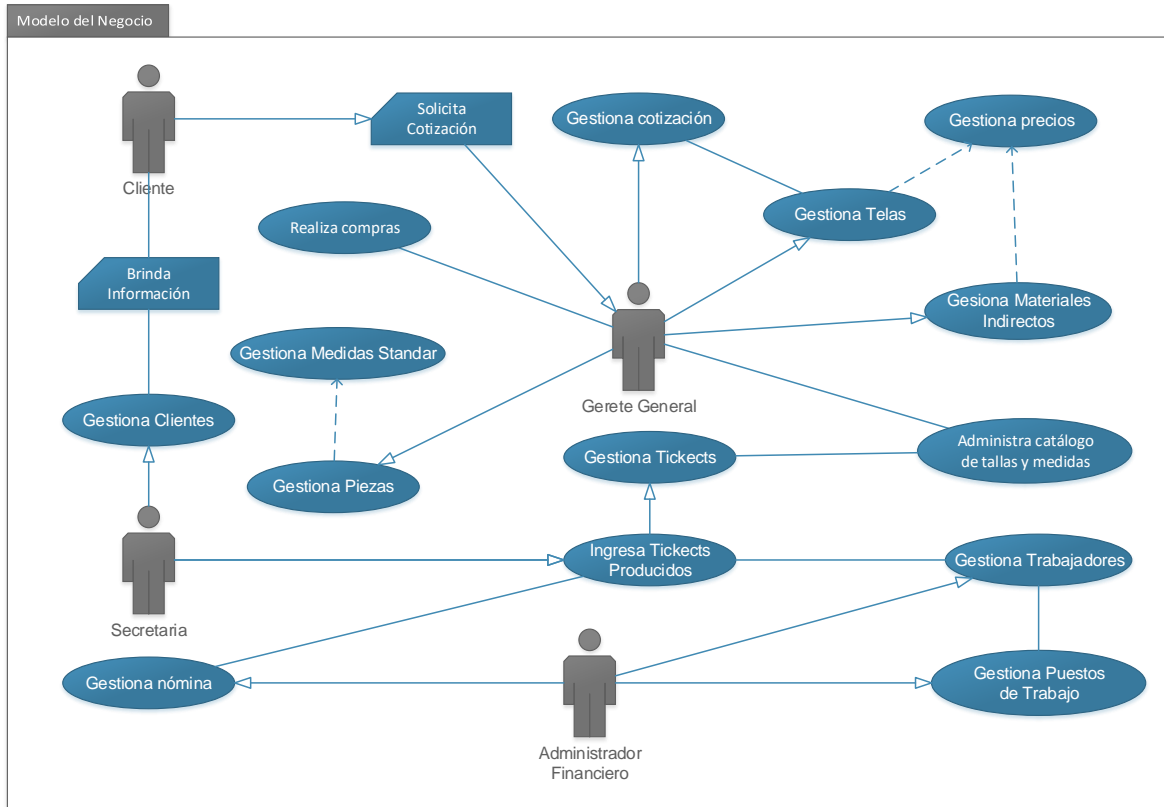 Modelo del Negocio
Solicita
Cotización
Gestiona cotización
Gestiona precios
Cliente
Gestiona Telas
Realiza compras
Brinda
Información
Gesiona Materiales
Indirectos
Gestiona Medidas Standar
Gerete General
Gestiona Clientes
Administra catálogo
de tallas y medidas
Gestiona Tickects
Gestiona Piezas
Ingresa Tickects
Producidos
Gestiona Trabajadores
Secretaria
Gestiona nómina
Gestiona Puestos
de Trabajo
Administrador
Financiero